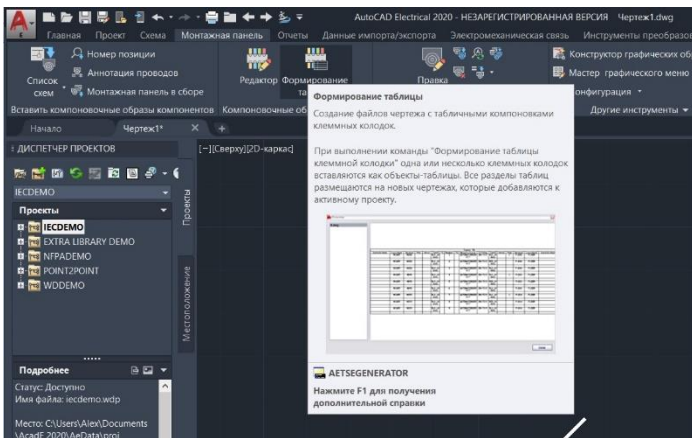 AutoCAD Electrical 2020 - НЕЗАРЕГИСТРИРОВАННАЯ ВЕРСИЯ Чертеж1.dwg
Главная Проект Схема Монтажная панель Отчеты Данные импорта/экспорта Электромеханическая связь Инструменты преобразов
Номер позиции
Аннотация проводов
Монтажная панель в сборе
Список
схем
Редактор Формирование
та
Правка
Конструктор графических об
Мастер графического меню
онфигурация
Вставить компоновочные образы компонентов Компоновочные об
Другие инструменты
Начало Чертеж1*
ДИСПЕТЧЕР ПРОЕКТОВ
[−][Сверху][2D-каркас]
IECDEMO
Проекты
IECDEMO
EXTRA LIBRARY DEMO
NFPADEMO
POINT2POINT
WDDEMO
Проекты
Местоположение
Подробнее
Статус: Доступно
Имя файла: iecdemo.wdp
Место: C:\Users\Alex\Documents
\AcadE 2020\AeData\proj
Формирование таблицы
Создание файлов чертежа с табличными компоновками
клеммных колодок.
При выполнении команды "Формирование таблицы
клеммной колодки" одна или несколько клеммных колодок
вставляются как объекты-таблицы. Все разделы таблиц
размещаются на новых чертежах, которые добавляются к
активному проекту.
AETSEGENERATOR
Нажмите F1 для получения
дополнительной справки